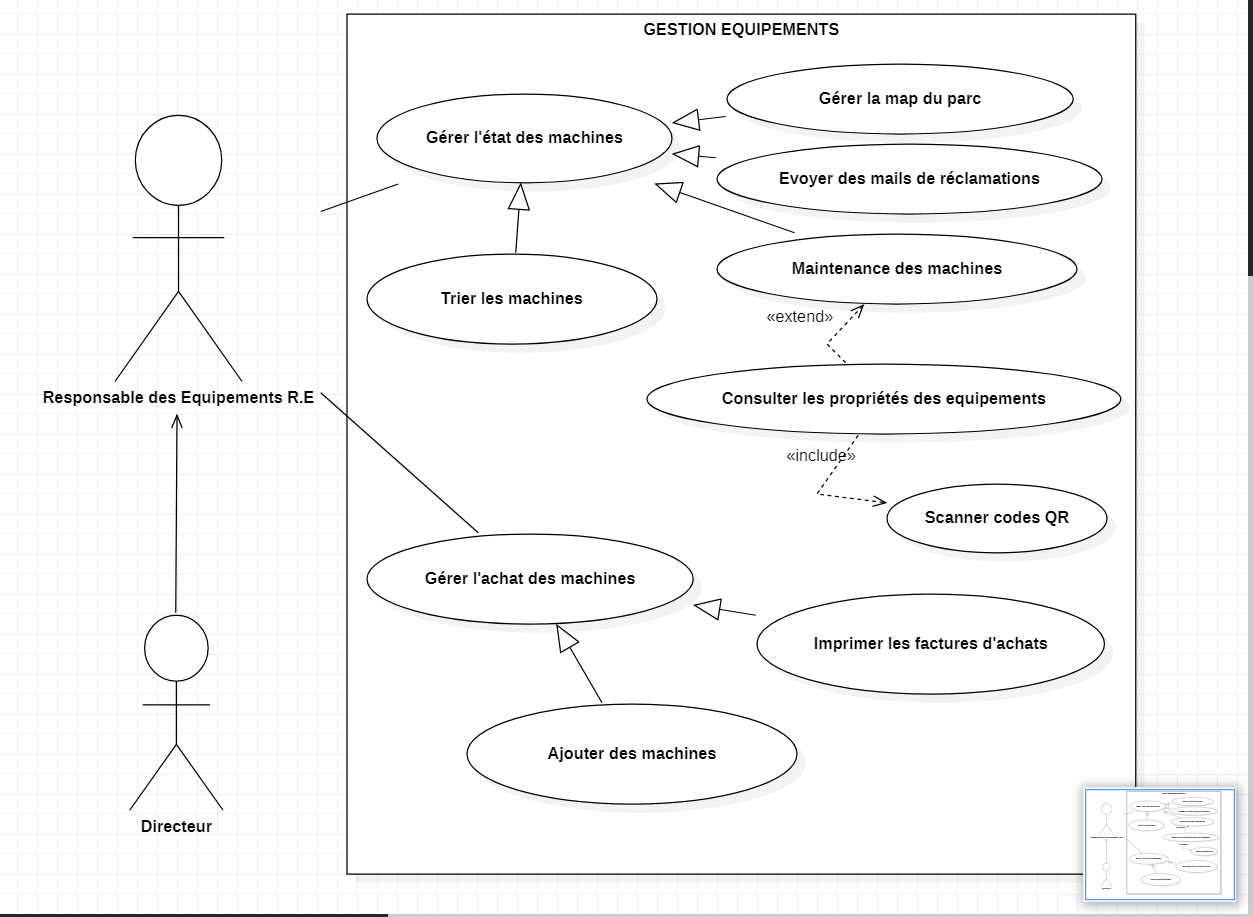 GESTION EQUIPEMENTS
Gérer la map du parc
Gérer l'état des machines
Evoyer des mails de réclamations
Maintenance des machines
Trier les machines
«extend»
Responsable des Equipements R.E
Consulter les propriétés des equipements
«include»
Scanner codes QR
Gérer l'achat des machines
Imprimer les factures d'achats
Ajouter des machines
Directeur